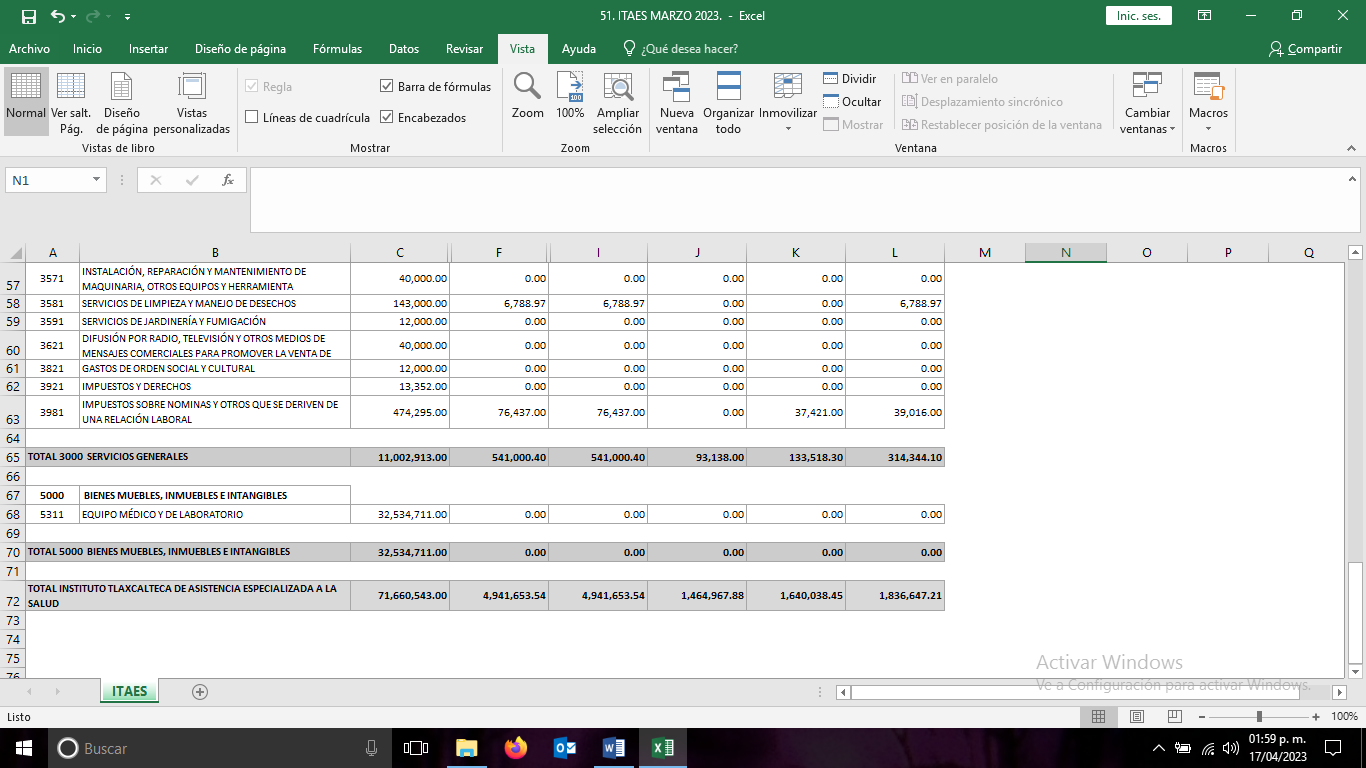 51. ITAES MARZO 2023. - Excel
Inic. ses.
Archivo Inicio Insertar Diseño de página Fórmulas Datos Revisar Vista Ayuda ¿Qué desea hacer? Compartir
Normal Ver salt. Pág. Diseño de página Vistas personalizadas
Vistas de libro
Regla Barra de fórmulas
Líneas de cuadrícula Encabezados
Mostrar
Zoom 100% Ampliar selección
Zoom
Nueva ventana Organizar todo Inmovilizar
Dividir
Ocultar
Mostrar
Ver en paralelo
Desplazamiento sincrónico
Restablecer posición de la ventana
Cambiar ventanas
Ventana
Macros
Macros
N1 fx
A B C F I J K L M N O P Q
57 3571 INSTALACIÓN, REPARACIÓN Y MANTENIMIENTO DE
MAQUINARIA, OTROS EQUIPOS Y HERRAMIENTA 40,000.00 0.00 0.00 0.00 0.00 0.00
58 3581 SERVICIOS DE LIMPIEZA Y MANEJO DE DESECHOS 143,000.00 6,788.97 6,788.97 0.00 0.00 6,788.97
59 3591 SERVICIOS DE JARDINERÍA Y FUMIGACIÓN 12,000.00 0.00 0.00 0.00 0.00 0.00
60 3621 DIFUSIÓN POR RADIO, TELEVISIÓN Y OTROS MEDIOS DE
MENSAJES COMERCIALES PARA PROMOVER LA VENTA DE 40,000.00 0.00 0.00 0.00 0.00 0.00
61 3821 GASTOS DE ORDEN SOCIAL Y CULTURAL 12,000.00 0.00 0.00 0.00 0.00 0.00
62 3921 IMPUESTOS Y DERECHOS 13,352.00 0.00 0.00 0.00 0.00 0.00
63 3981 IMPUESTOS SOBRE NOMINAS Y OTROS QUE SE DERIVEN DE
UNA RELACIÓN LABORAL 474,295.00 76,437.00 76,437.00 0.00 37,421.00 39,016.00
64
65 TOTAL 3000 SERVICIOS GENERALES 11,002,913.00 541,000.40 541,000.40 93,138.00 133,518.30 314,344.10
66
67 5000 BIENES MUEBLES, INMUEBLES E INTANGIBLES
68 5311 EQUIPO MÉDICO Y DE LABORATORIO 32,534,711.00 0.00 0.00 0.00 0.00 0.00
69
70 TOTAL 5000 BIENES MUEBLES, INMUEBLES E INTANGIBLES 32,534,711.00 0.00 0.00 0.00 0.00 0.00
71
72 TOTAL INSTITUTO TLAXCALTECA DE ASISTENCIA ESPECIALIZADA A LA
SALUD 71,660,543.00 4,941,653.54 4,941,653.54 1,464,967.88 1,640,038.45 1,836,647.21
73
74
75
76
Activar Windows
Ve a Configuración para activar Windows.
ITAES
Listo 100%
Buscar
01:59 p. m.
17/04/2023